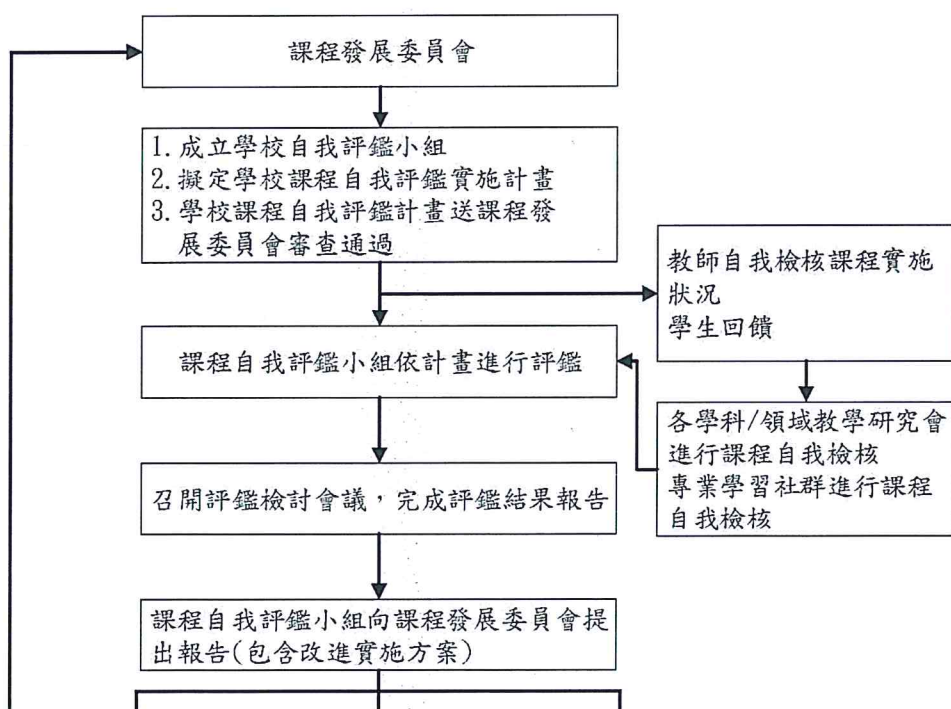 課程發展委員會
1.成立學校自我評鑑小組
2.擬定學校課程自我評鑑實施計畫
3.學校課程自我評鑑計畫送課程發
展委員會審查通過
教師自我檢核課程實施
狀況
學生回饋
課程自我評鑑小組依計畫進行評鑑
各學科/領域教學研究會
進行課程自我檢核
專業學習社群進行課程
自我檢核
召開評鑑檢討會議，完成評鑑結果報告
課程自我評鑑小組向課程發展委員會提
出報告(包含改進實施方案)